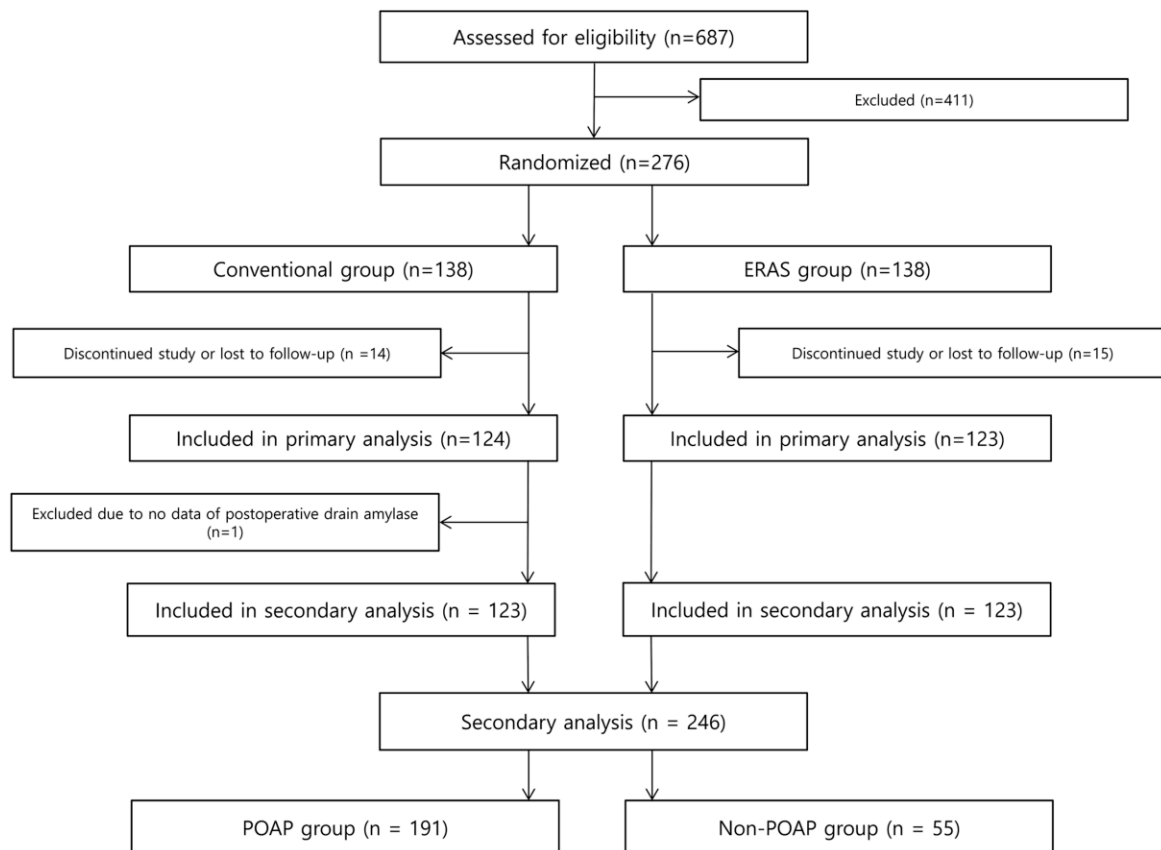 Assessed for eligibility (n=687)
Excluded (n=411)
Randomized (n=276)
Conventional group (n=138)
ERAS group (n=138)
Discontinued study or lost to follow-up (n =14)
Discontinued study or lost to follow-up (n=15)
Included in primary analysis (n=124)
Included in primary analysis (n=123)
Excluded due to no data of postoperative drain amylase
(n=1)
Included in secondary analysis (n = 123)
Included in secondary analysis (n = 123)
Secondary analysis (n = 246)
POAP group (n = 191)
Non-POAP group (n = 55)